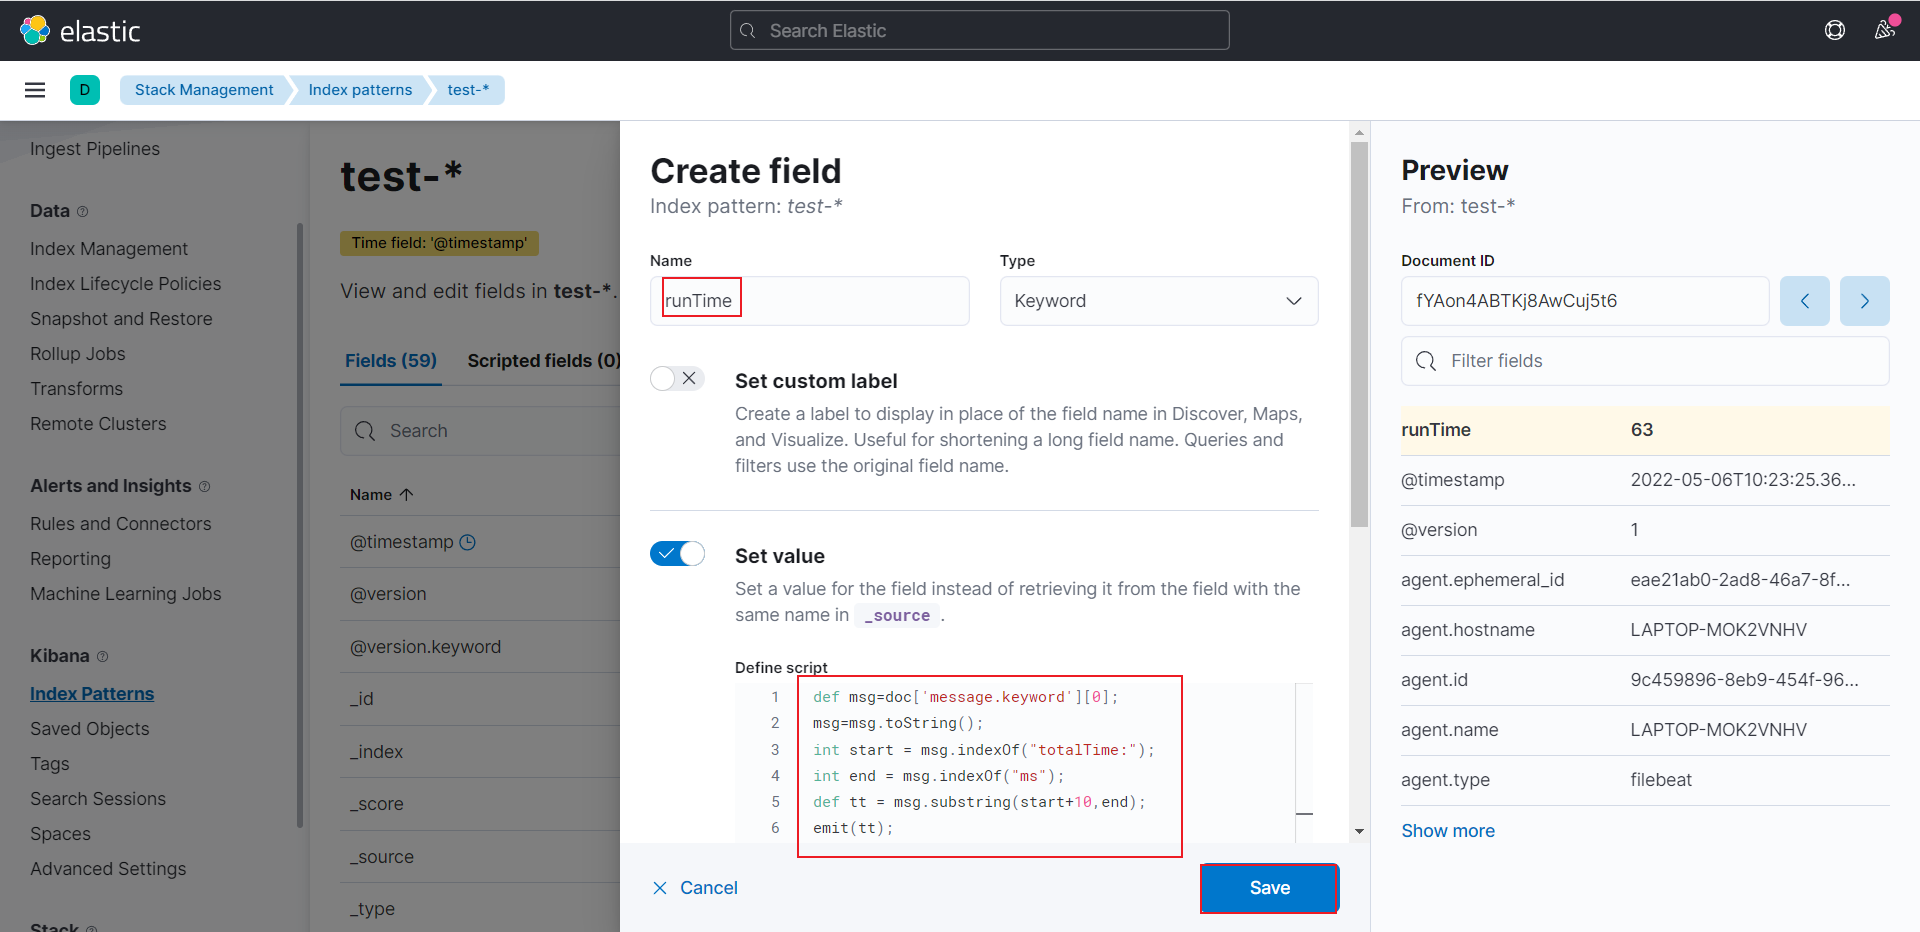 elastic
Search Elastic
D
Stack Management
Index patterns
test-*
Ingest Pipelines
Data
Index Management
Index Lifecycle Policies
Snapshot and Restore
Rollup Jobs
Transforms
Remote Clusters
Alerts and Insights
Rules and Connectors
Reporting
Machine Learning Jobs
Kibana
Index Patterns
Saved Objects
Tags
Search Sessions
Spaces
Advanced Settings
Stack
test-*
Time field: '@timestamp'
View and edit fields in test-*.
Fields (59)
Scripted fields (0)
Search
Name
@timestamp
@version
@version.keyword
_id
_index
_score
_source
_type
Create field
Index pattern: test-*
Name
runTime
Type
Keyword
Set custom label
Create a label to display in place of the field name in Discover, Maps,
and Visualize. Useful for shortening a long field name. Queries and
filters use the original field name.
Set value
Set a value for the field instead of retrieving it from the field with the
same name in _source .
Define script
1 def msg=doc['message.keyword'][0];
2 msg=msg.toString();
3 int start = msg.indexOf("totalTime:");
4 int end = msg.indexOf("ms");
5 def tt = msg.substring(start+10,end);
6 emit(tt);
Cancel
Save
Preview
From: test-*
Document ID
fYAon4ABTKj8AwCuj5t6
Filter fields
runTime 63
@timestamp 2022-05-06T10:23:25.36...
@version 1
agent.ephemeral_id eae21ab0-2ad8-46a7-8f...
agent.hostname LAPTOP-MOK2VNHV
agent.id 9c459896-8eb9-454f-96...
agent.name LAPTOP-MOK2VNHV
agent.type filebeat
Show more